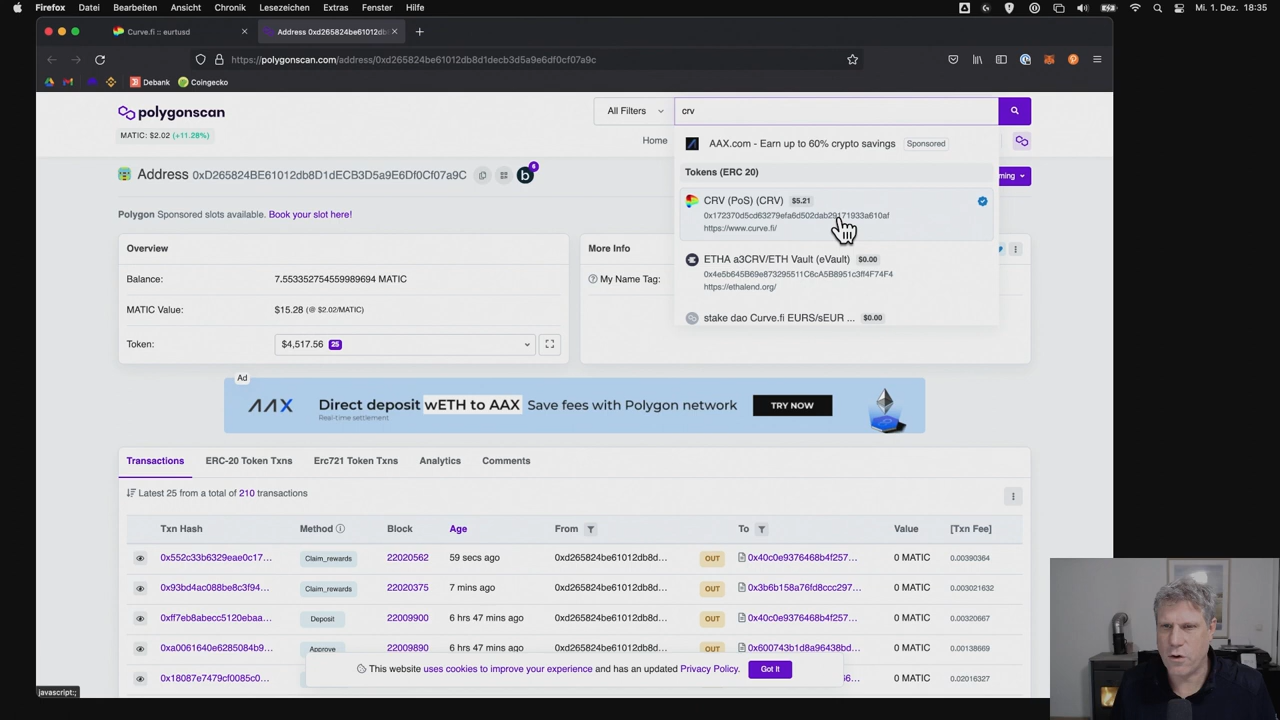 Firefox Datei Bearbeiten Ansicht Chronik Lesezeichen Extras Fenster Hilfe Mi. 1. Dez. 18:35
Curve.fi :: eurtusd
Address 0xd265824be61012db
https://polygonscan.com/address/0xd265824be61012db8d1decb3d5a9e6df0cf07a9c
Debank Coingecko
polygonscan
All Filters
crv
MATIC: $2.02 (+11.28%)
Home
AAX.com - Earn up to 60% crypto savings Sponsored
Tokens (ERC 20)
Address 0xD265824BE61012db8D1dECB3D5a9E6Df0Cf07A9C
b 6
ming
CRV (PoS) (CRV) $5.21
0x172370d5cd63279efa6d502dab29171933a610af
https://www.curve.fi/
Polygon Sponsored slots available. Book your slot here!
Overview
More Info
ETHA a3CRV/ETH Vault (eVault) $0.00
0x4e5b645B69e873295511C6cA5B8951c3ff4F74F4
https://ethalend.org/
Balance: 7.553352754559989694 MATIC
My Name Tag:
MATIC Value: $15.28 (@ $2.02/MATIC)
stake dao Curve.fi EURS/sEUR ... $0.00
Token: $4,517.56 25
Ad
AAX Direct deposit wETH to AAX Save fees with Polygon network TRY NOW
Real-time settlement
Transactions ERC-20 Token Txns Erc721 Token Txns Analytics Comments
Latest 25 from a total of 210 transactions
Txn Hash Method Block Age From To Value [Txn Fee]
0x552c33b6329eae0c17... Claim_rewards 22020562 59 secs ago 0xd265824be61012db8d... OUT 0x40c0e9376468b4f257... 0 MATIC 0.00390364
0x93bd4ac088be8c3f94... Claim_rewards 22020375 7 mins ago 0xd265824be61012db8d... OUT 0x3b6b158a76fd8ccc297... 0 MATIC 0.003021632
0xff7eb8abecc5120ebaa... Deposit 22009900 6 hrs 47 mins ago 0xd265824be61012db8d... OUT 0x40c0e9376468b4f257... 0 MATIC 0.00320667
0xa0061640e6285084b9... Approve 22009890 6 hrs 47 mins ago 0xd265824be61012db8d... OUT 0x600743b1d8a96438bd... 0 MATIC 0.00138669
This website uses cookies to improve your experience and has an updated Privacy Policy. Got It
0x18087e7479cf0085c0... 66... 0 MATIC 0.02016327
javascript:;